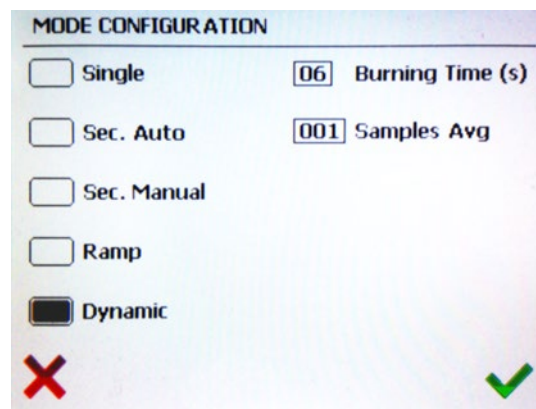 MODE CONFIGURATION
Single
06 Burning Time (s)
Sec. Auto
001 Samples Avg
Sec. Manual
Ramp
Dynamic